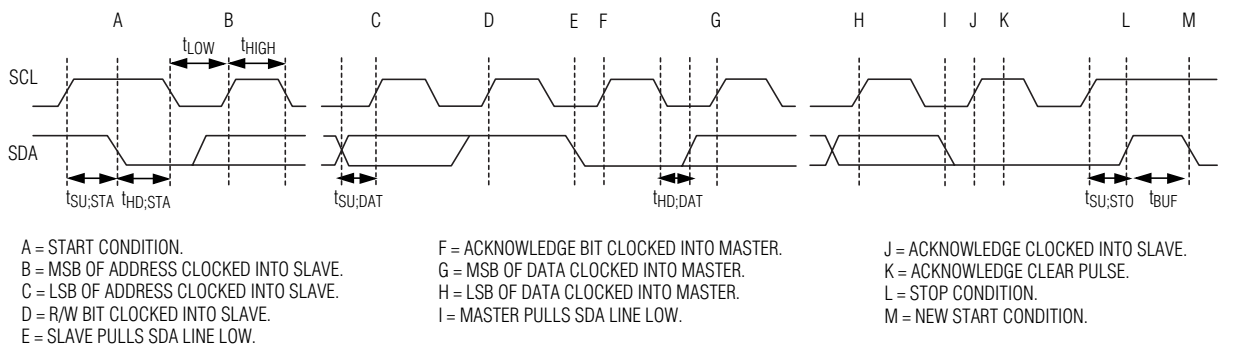 A B C D E F G H I J K L M
tLOW tHIGH
SCL
SDA
tSU;STA tHD;STA tSU;DAT tHD;DAT tSU;STO tBUF
A = START CONDITION.
B = MSB OF ADDRESS CLOCKED INTO SLAVE.
C = LSB OF ADDRESS CLOCKED INTO SLAVE.
D = R/W BIT CLOCKED INTO SLAVE.
E = SLAVE PULLS SDA LINE LOW.
F = ACKNOWLEDGE BIT CLOCKED INTO MASTER.
G = MSB OF DATA CLOCKED INTO MASTER.
H = LSB OF DATA CLOCKED INTO MASTER.
I = MASTER PULLS SDA LINE LOW.
J = ACKNOWLEDGE CLOCKED INTO SLAVE.
K = ACKNOWLEDGE CLEAR PULSE.
L = STOP CONDITION.
M = NEW START CONDITION.